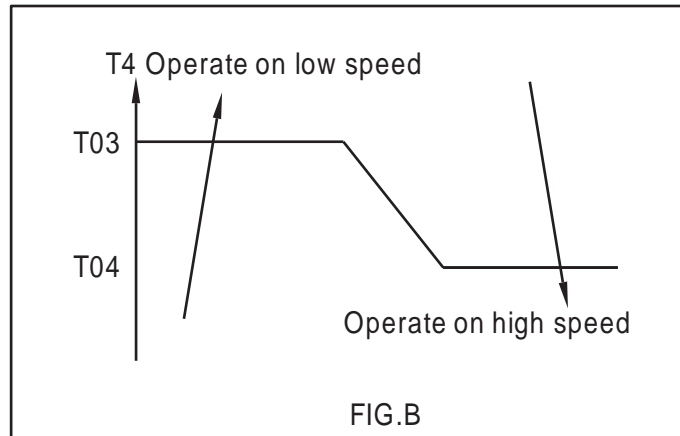 T4 Operate on low speed
T03
T04
Operate on high speed
FIG.B